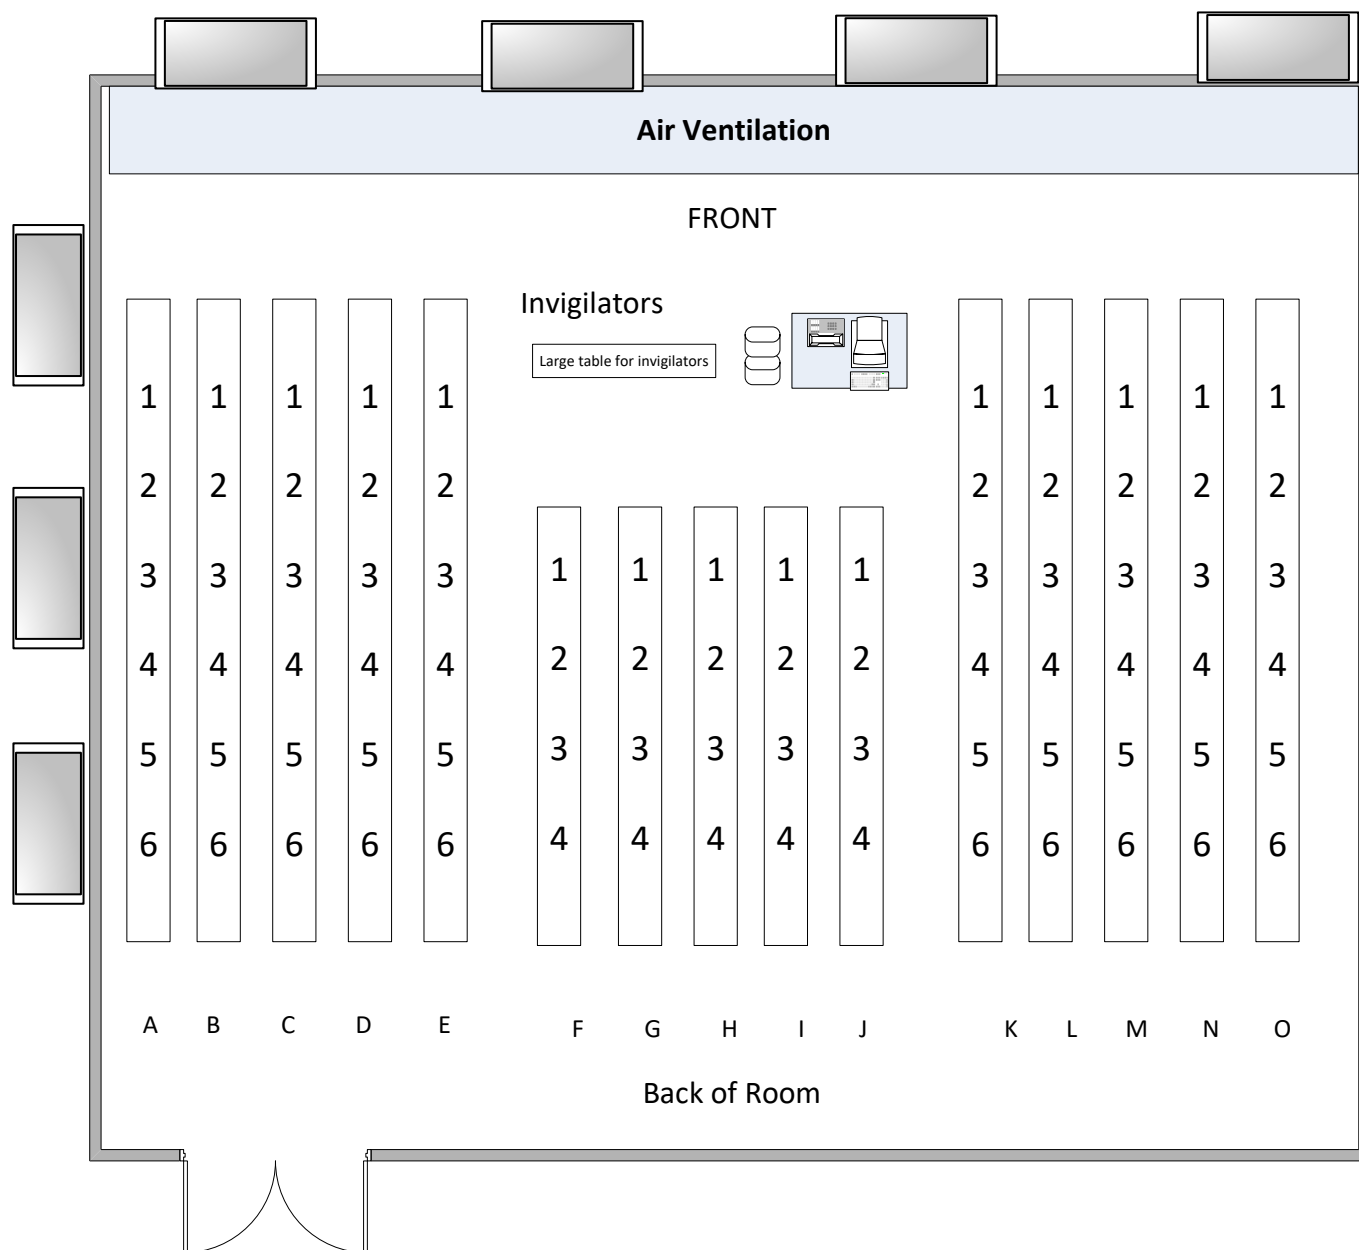 Air Ventilation
FRONT
Invigilators
Large table for invigilators
1 1 1 1 1 1 1 1 1 1
2 2 2 2 2 2 2 2 2 2
3 3 3 3 3 1 1 1 1 1 3 3 3 3 3
4 4 4 4 4 2 2 2 2 2 4 4 4 4 4
5 5 5 5 5 3 3 3 3 3 5 5 5 5 5
6 6 6 6 6 4 4 4 4 4 6 6 6 6 6
A B C D E F G H I J K L M N O
Back of Room